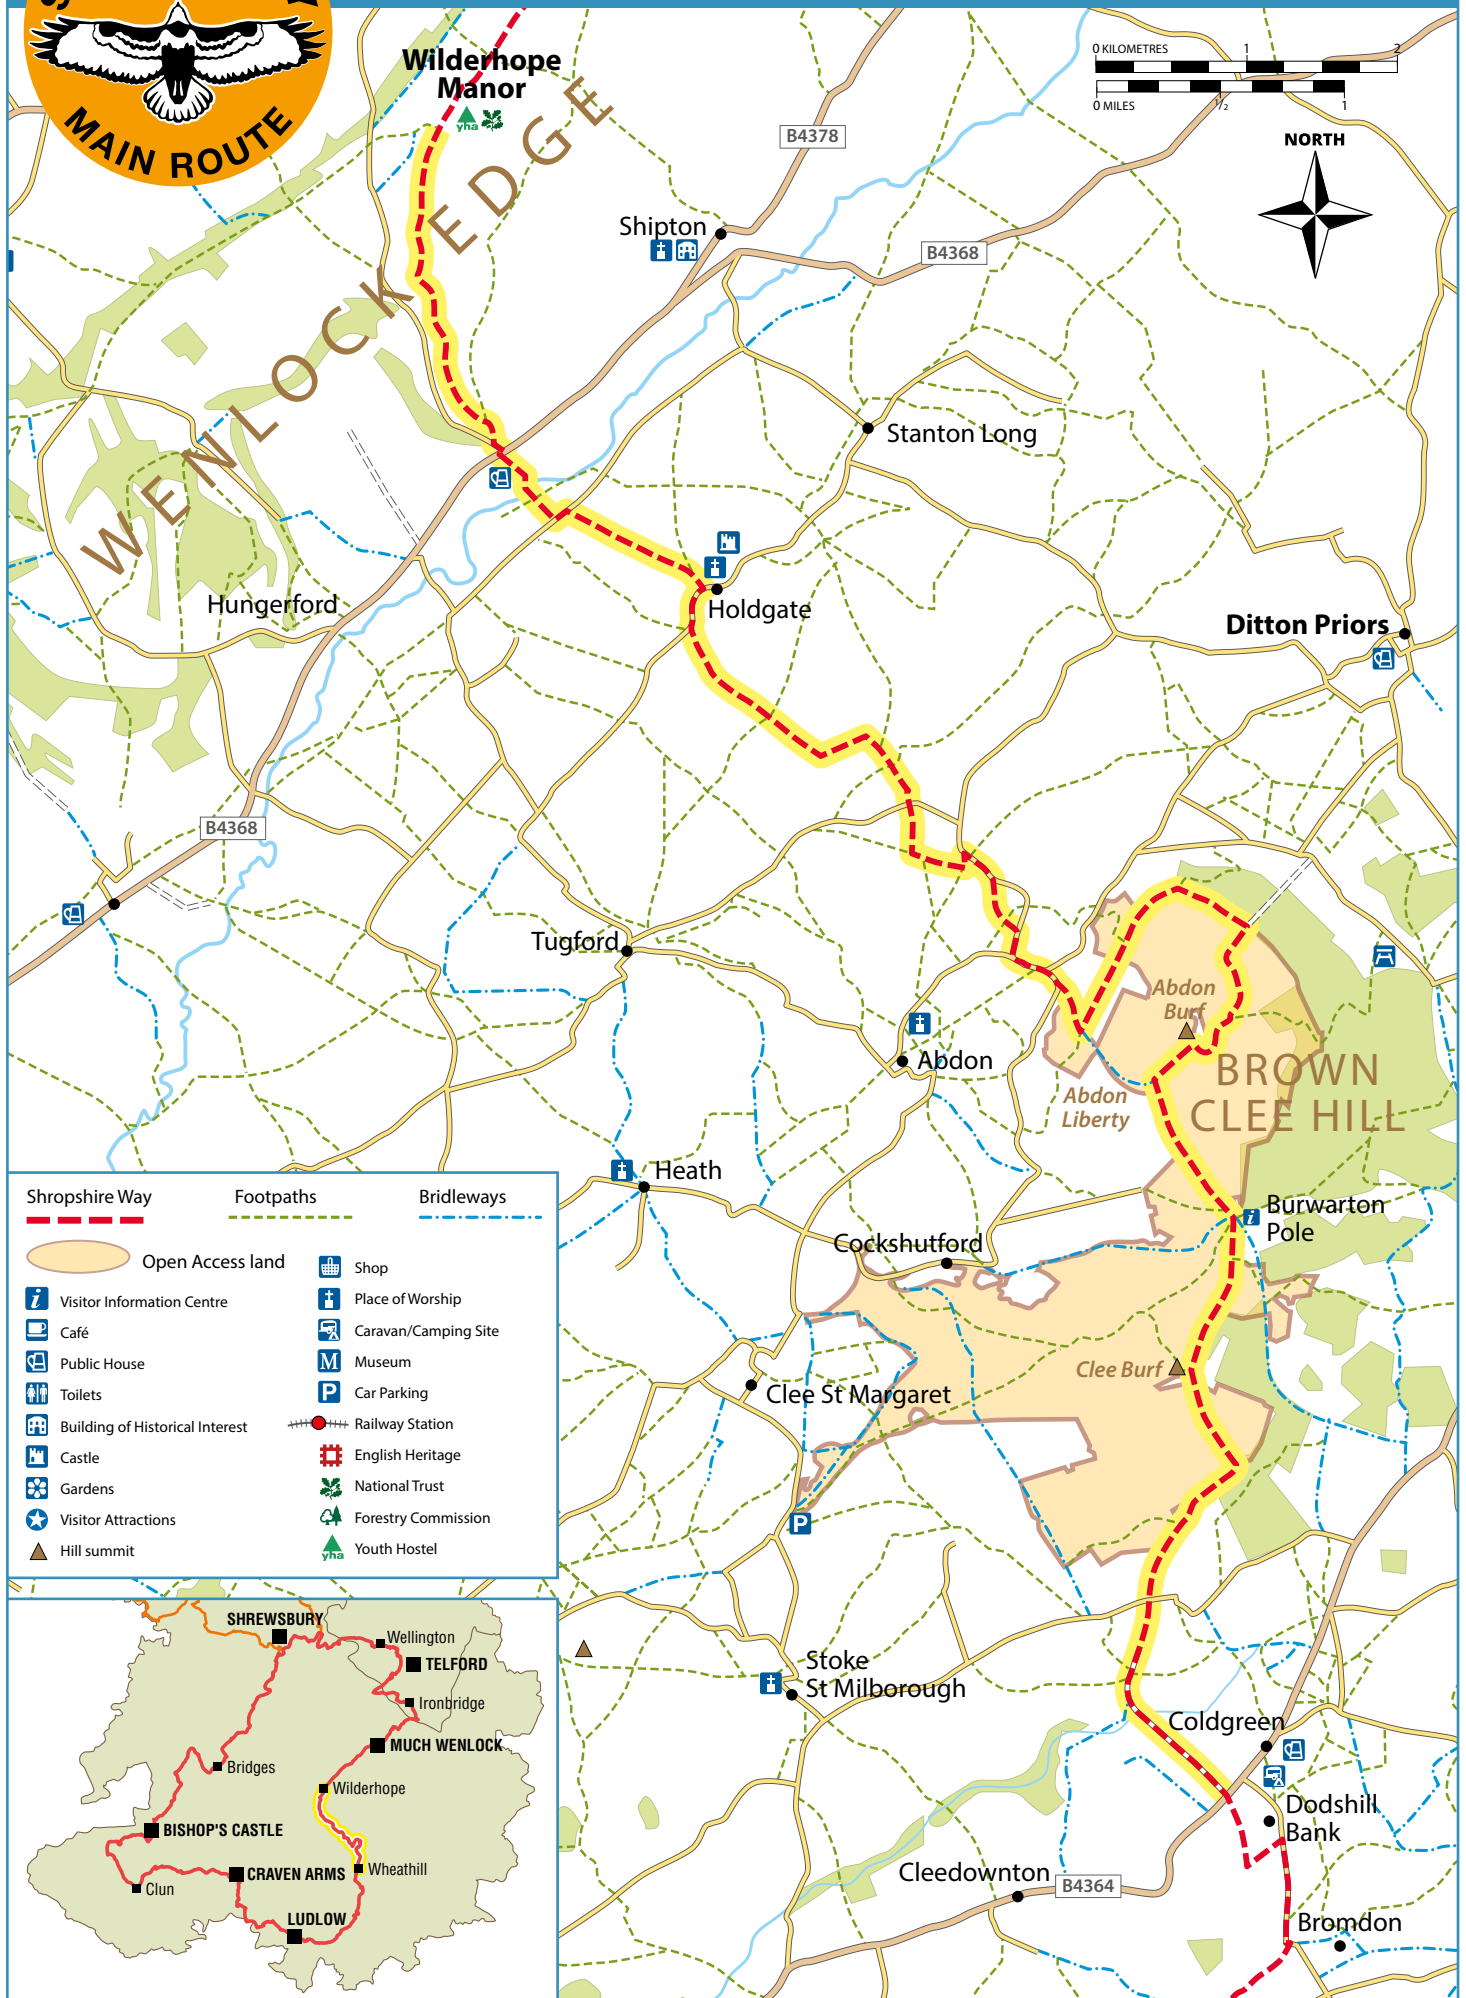 MAIN ROUTE
Wilderhope
Manor
yha
WENLOCK EDGE
0 KILOMETRES 1 2
0 MILES 1/2 1
NORTH
B4378
Shipton
B4368
Stanton Long
Holdgate
Hungerford
Ditton Priors
B4368
Tugford
Abdon
Burf
Abdon
BROWN
CLEE HILL
Abdon
Liberty
Heath
Burwarton
Pole
Cockshutford
Clee Burf
Clee St Margaret
Stoke
St Milborough
Coldgreen
Dodshill
Bank
Cleedownton
B4364
Bromdon
Shropshire Way
Footpaths
Bridleways
Open Access land
Visitor Information Centre
Café
Public House
Toilets
Building of Historical Interest
Castle
Gardens
Visitor Attractions
Hill summit
Shop
Place of Worship
Caravan/Camping Site
Museum
Car Parking
Railway Station
English Heritage
National Trust
Forestry Commission
yha Youth Hostel
SHREWSBURY
Wellington
TELFORD
Ironbridge
MUCH WENLOCK
Bridges
Wilderhope
BISHOP'S CASTLE
CRAVEN ARMS
Wheathill
Clun
LUDLOW